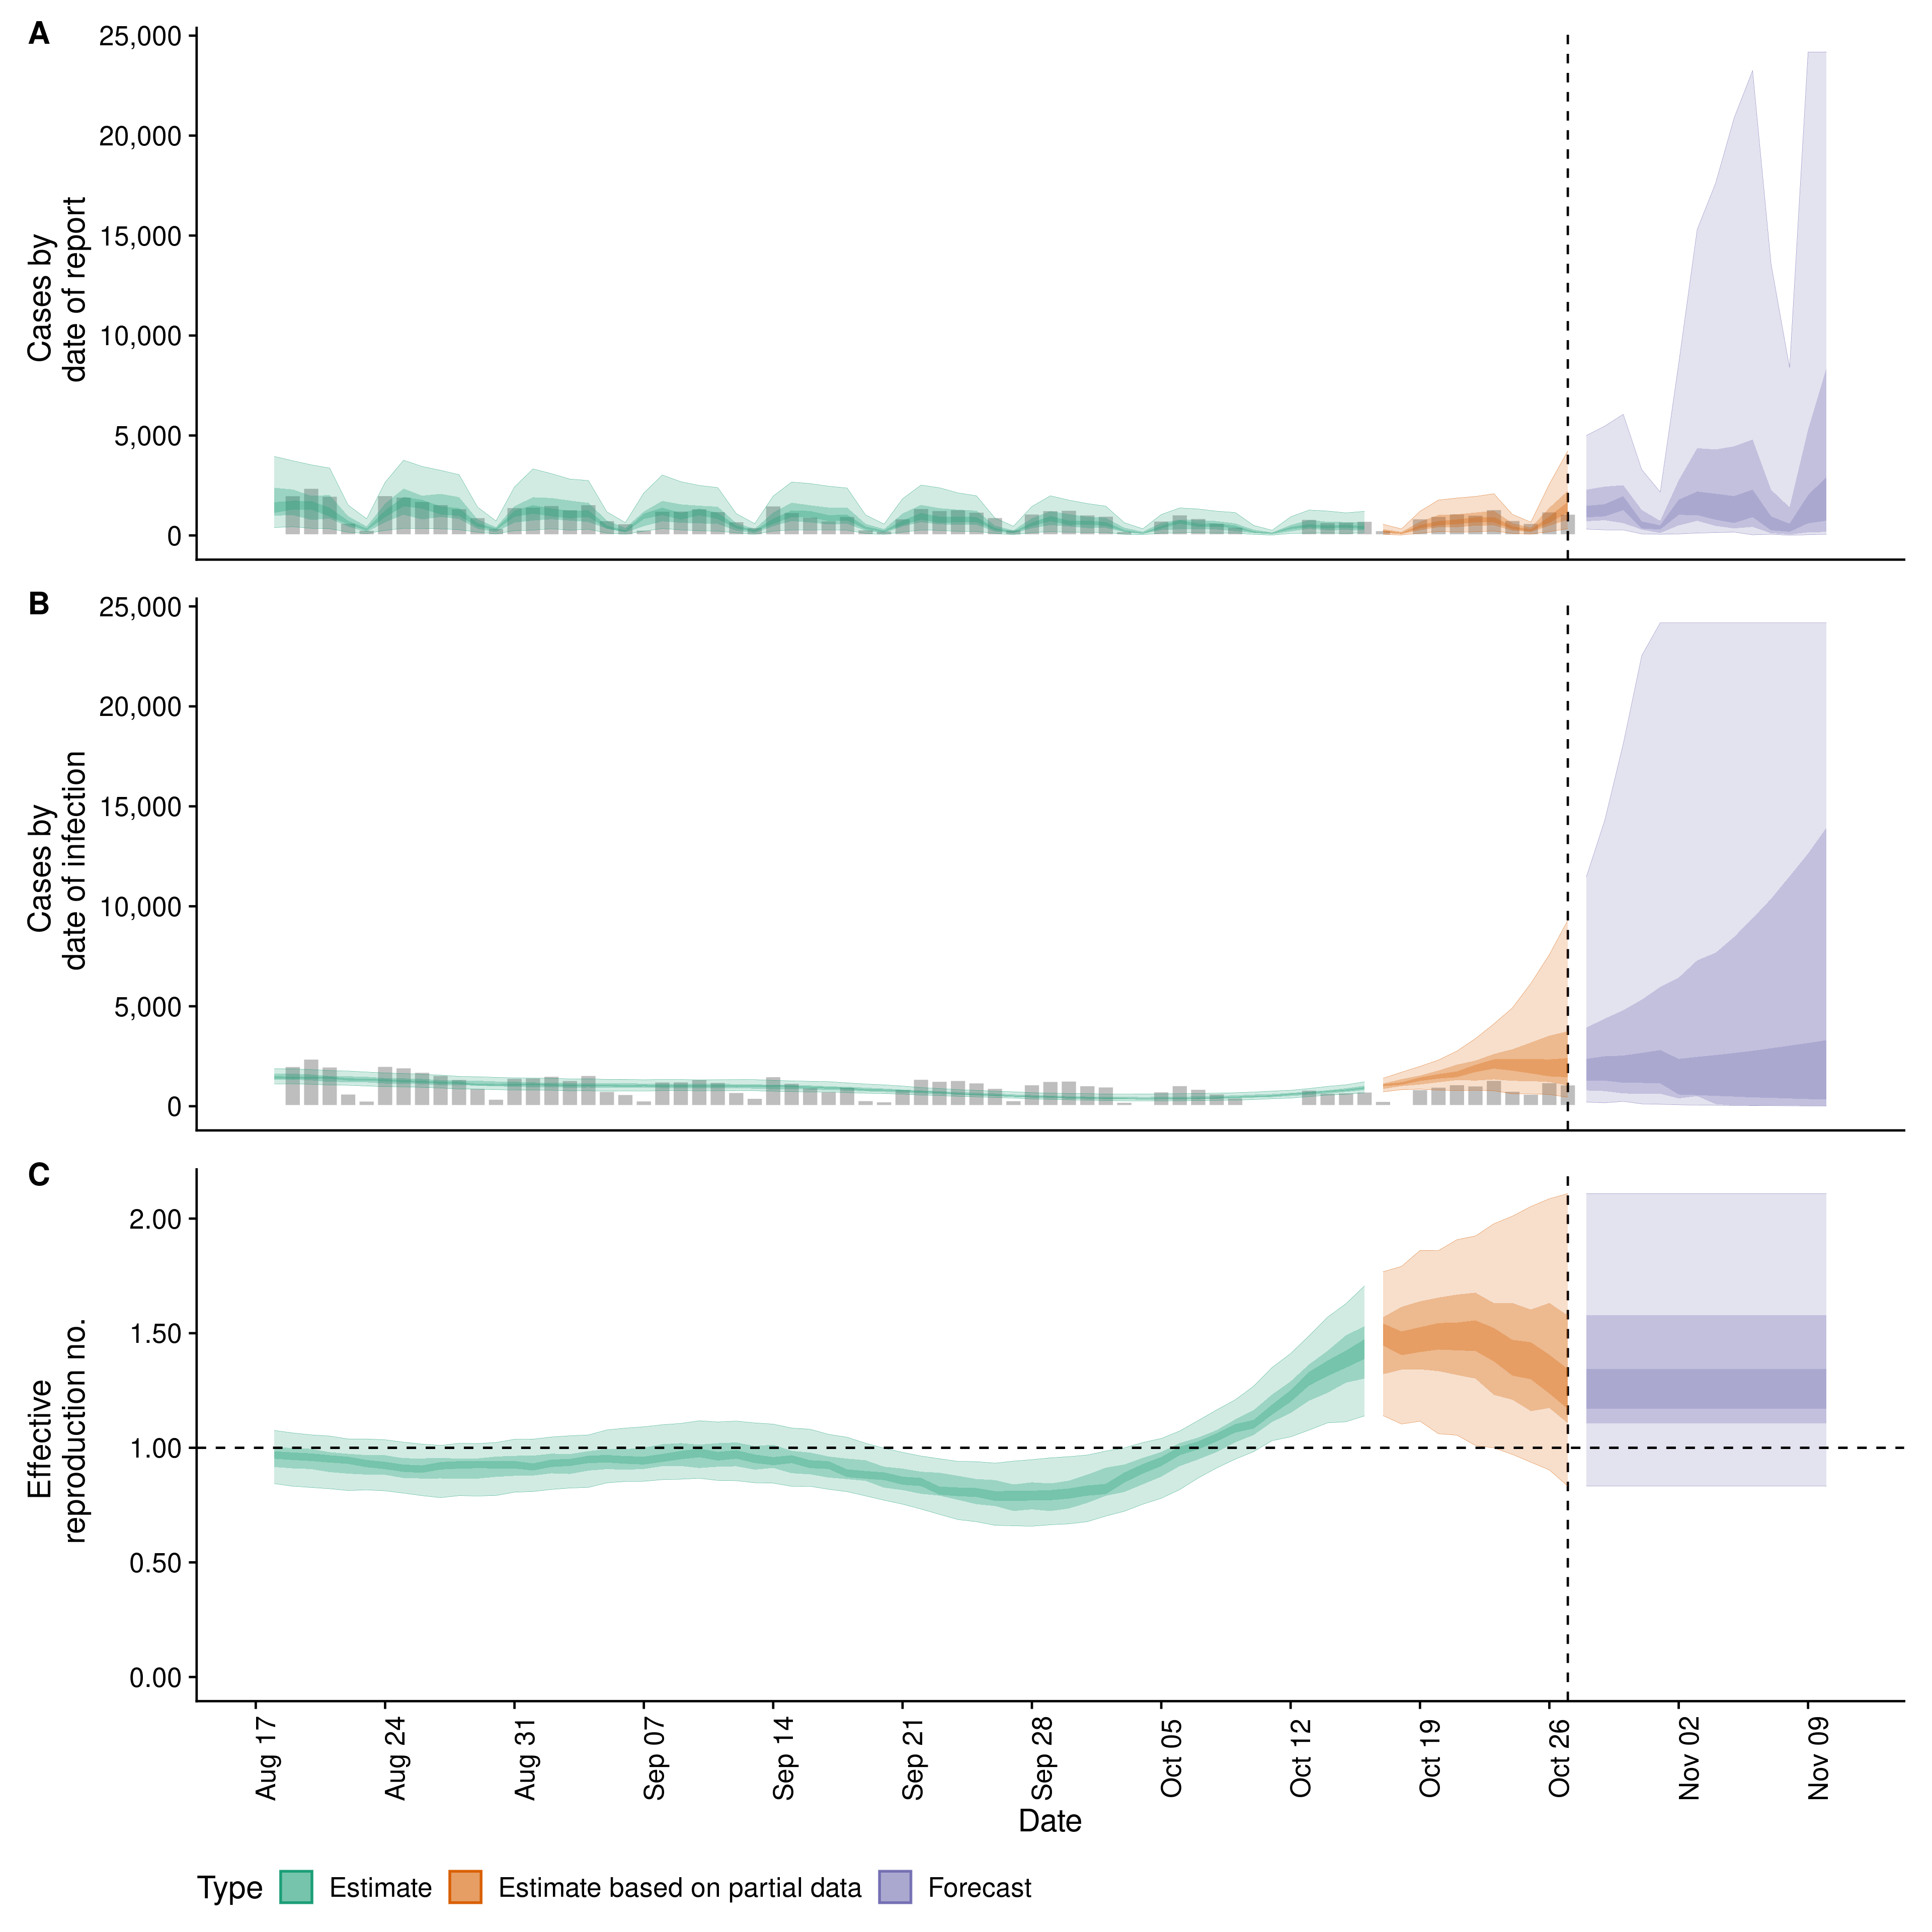 A
25,000
20,000
15,000
10,000
5,000
0
Cases by
date of report
B
25,000
20,000
15,000
10,000
5,000
0
Cases by
date of infection
C
2.00
1.50
1.00
0.50
0.00
Effective
reproduction no.
Aug 17
Aug 24
Aug 31
Sep 07
Sep 14
Sep 21
Sep 28
Oct 05
Oct 12
Oct 19
Oct 26
Nov 02
Nov 09
Date
Type Estimate Estimate based on partial data Forecast